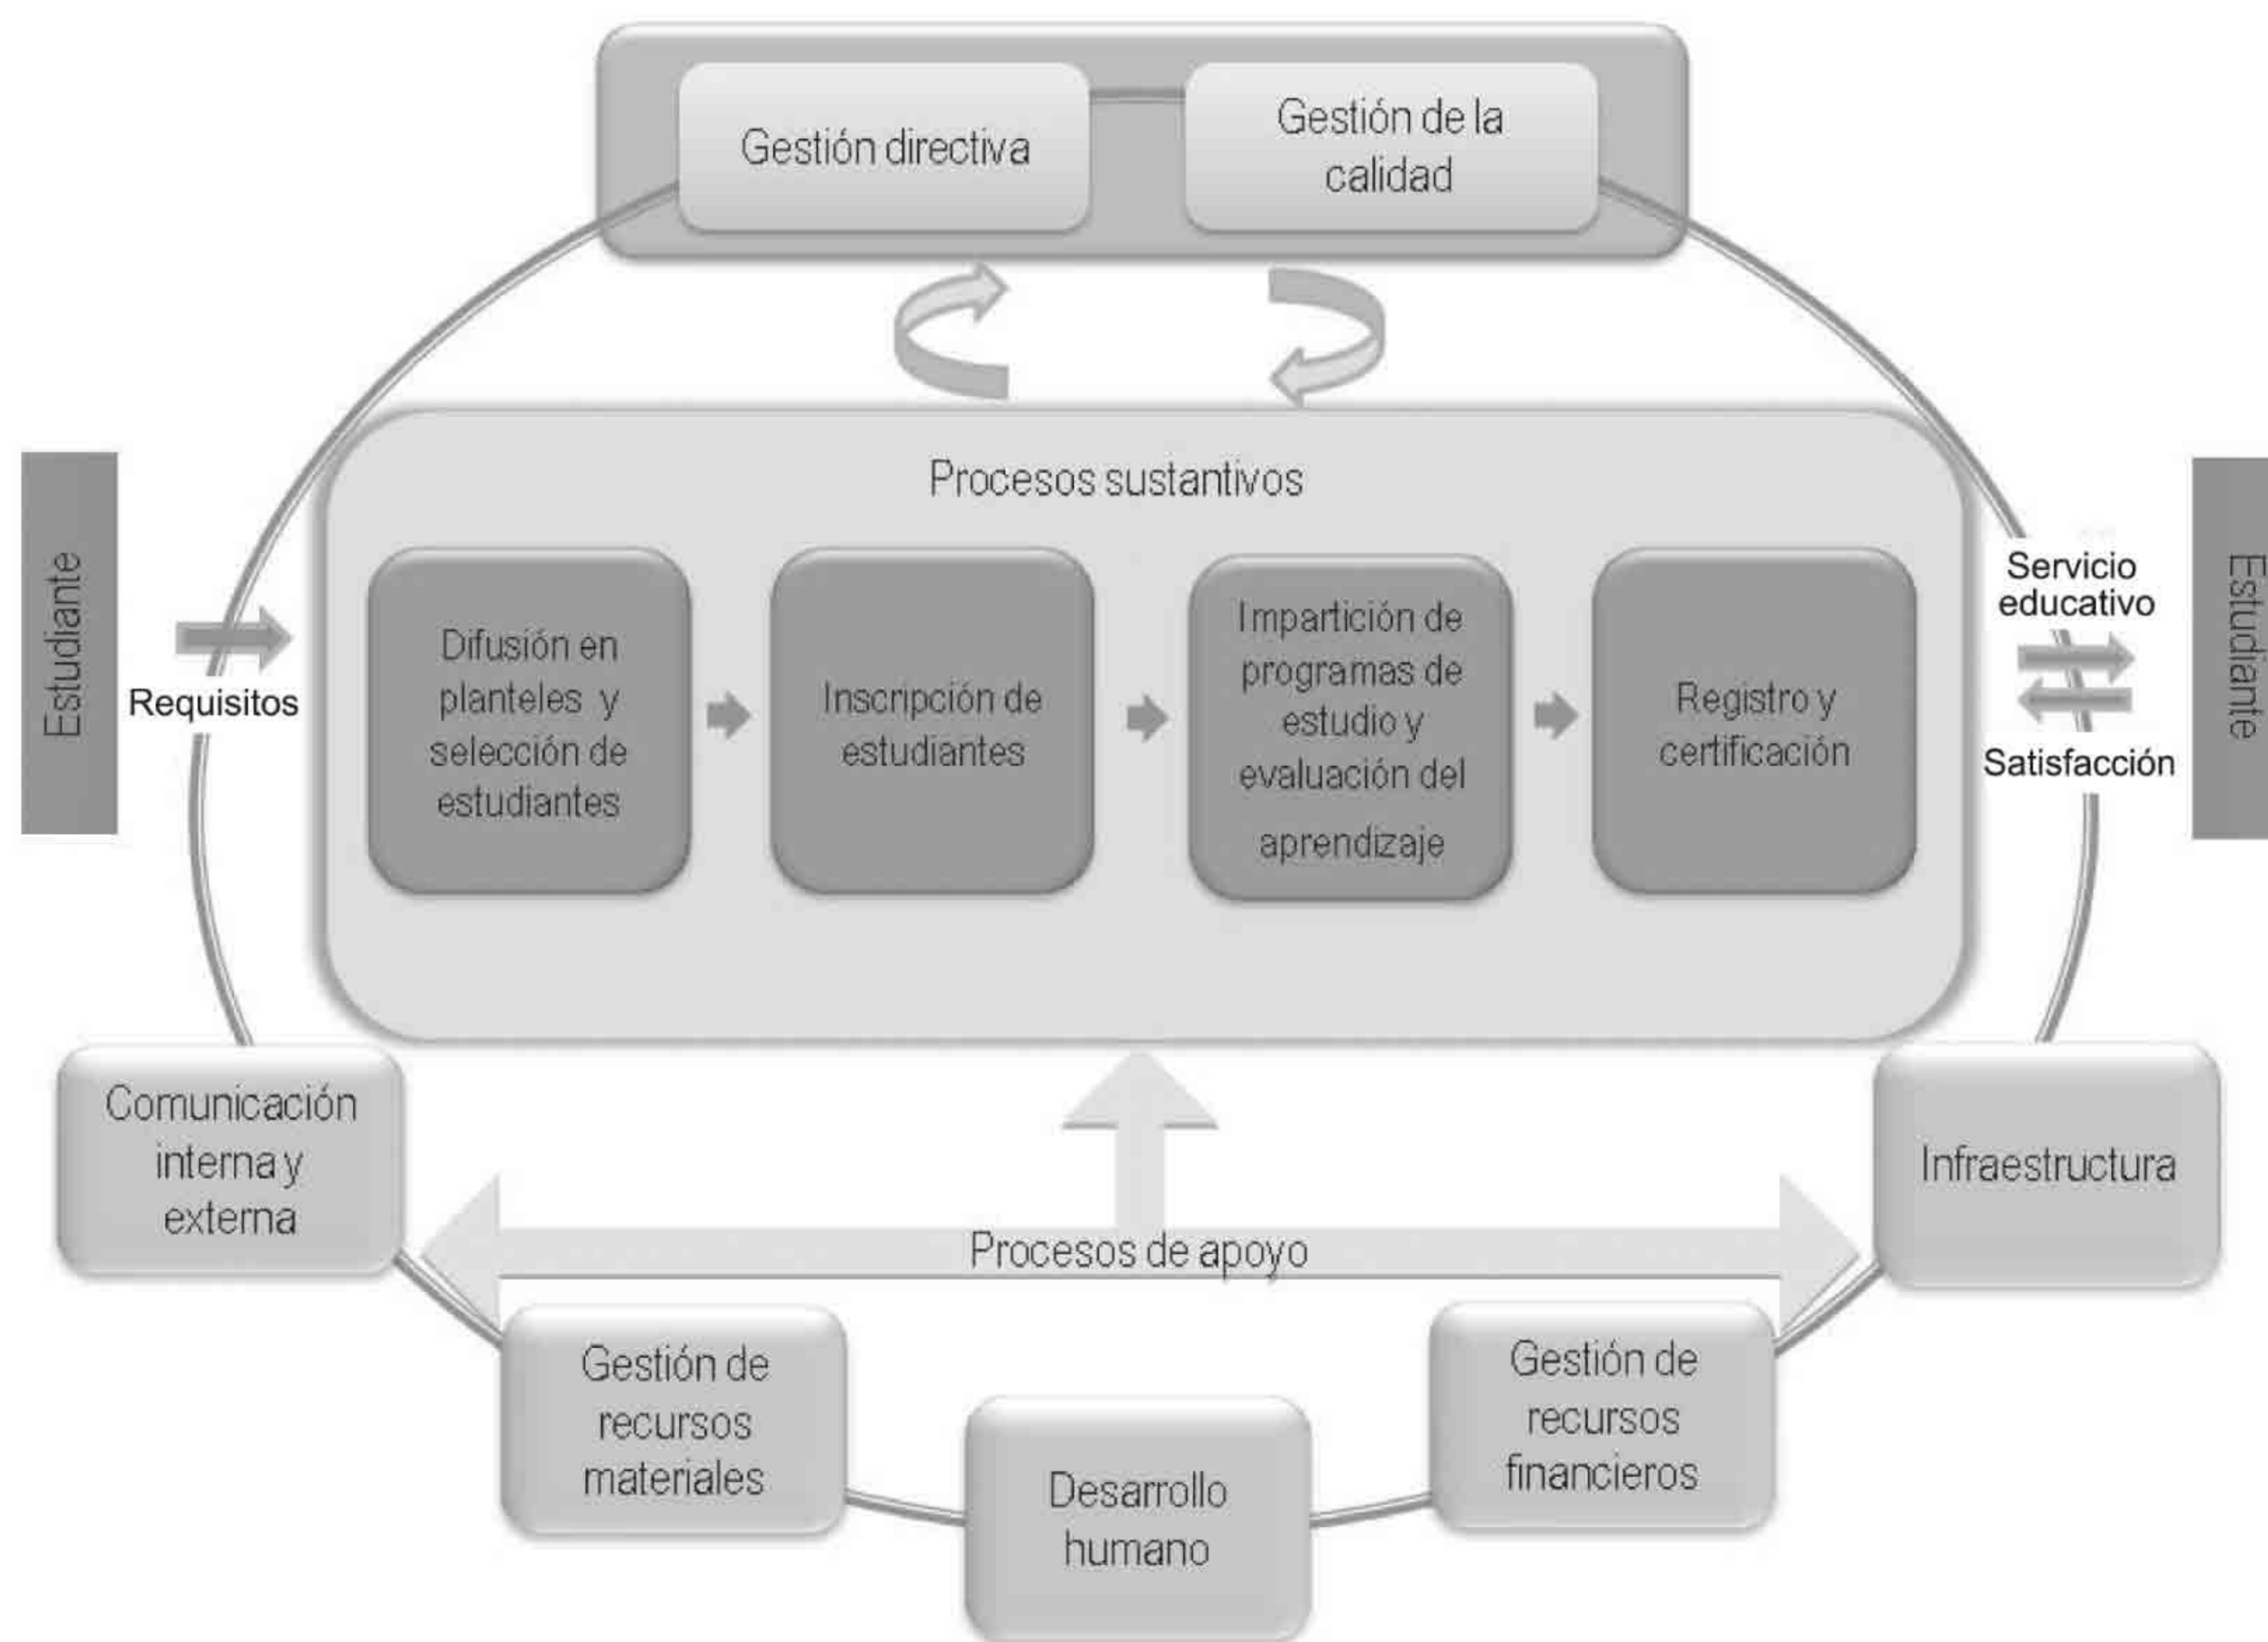 Gestión directiva
Gestión de la
calidad
Procesos sustantivos
Estudiante
Requisitos
Difusión en
planteles y
selección de
estudiantes
Inscripción de
estudiantes
Impartición de
programas de
estudio y
evaluación del
aprendizaje
Registro y
certificación
Servicio
educativo
Satisfacción
Estudiante
Comunicación
interna y
externa
Procesos de apoyo
Infraestructura
Gestión de
recursos
materiales
Desarrollo
humano
Gestión de
recursos
financieros